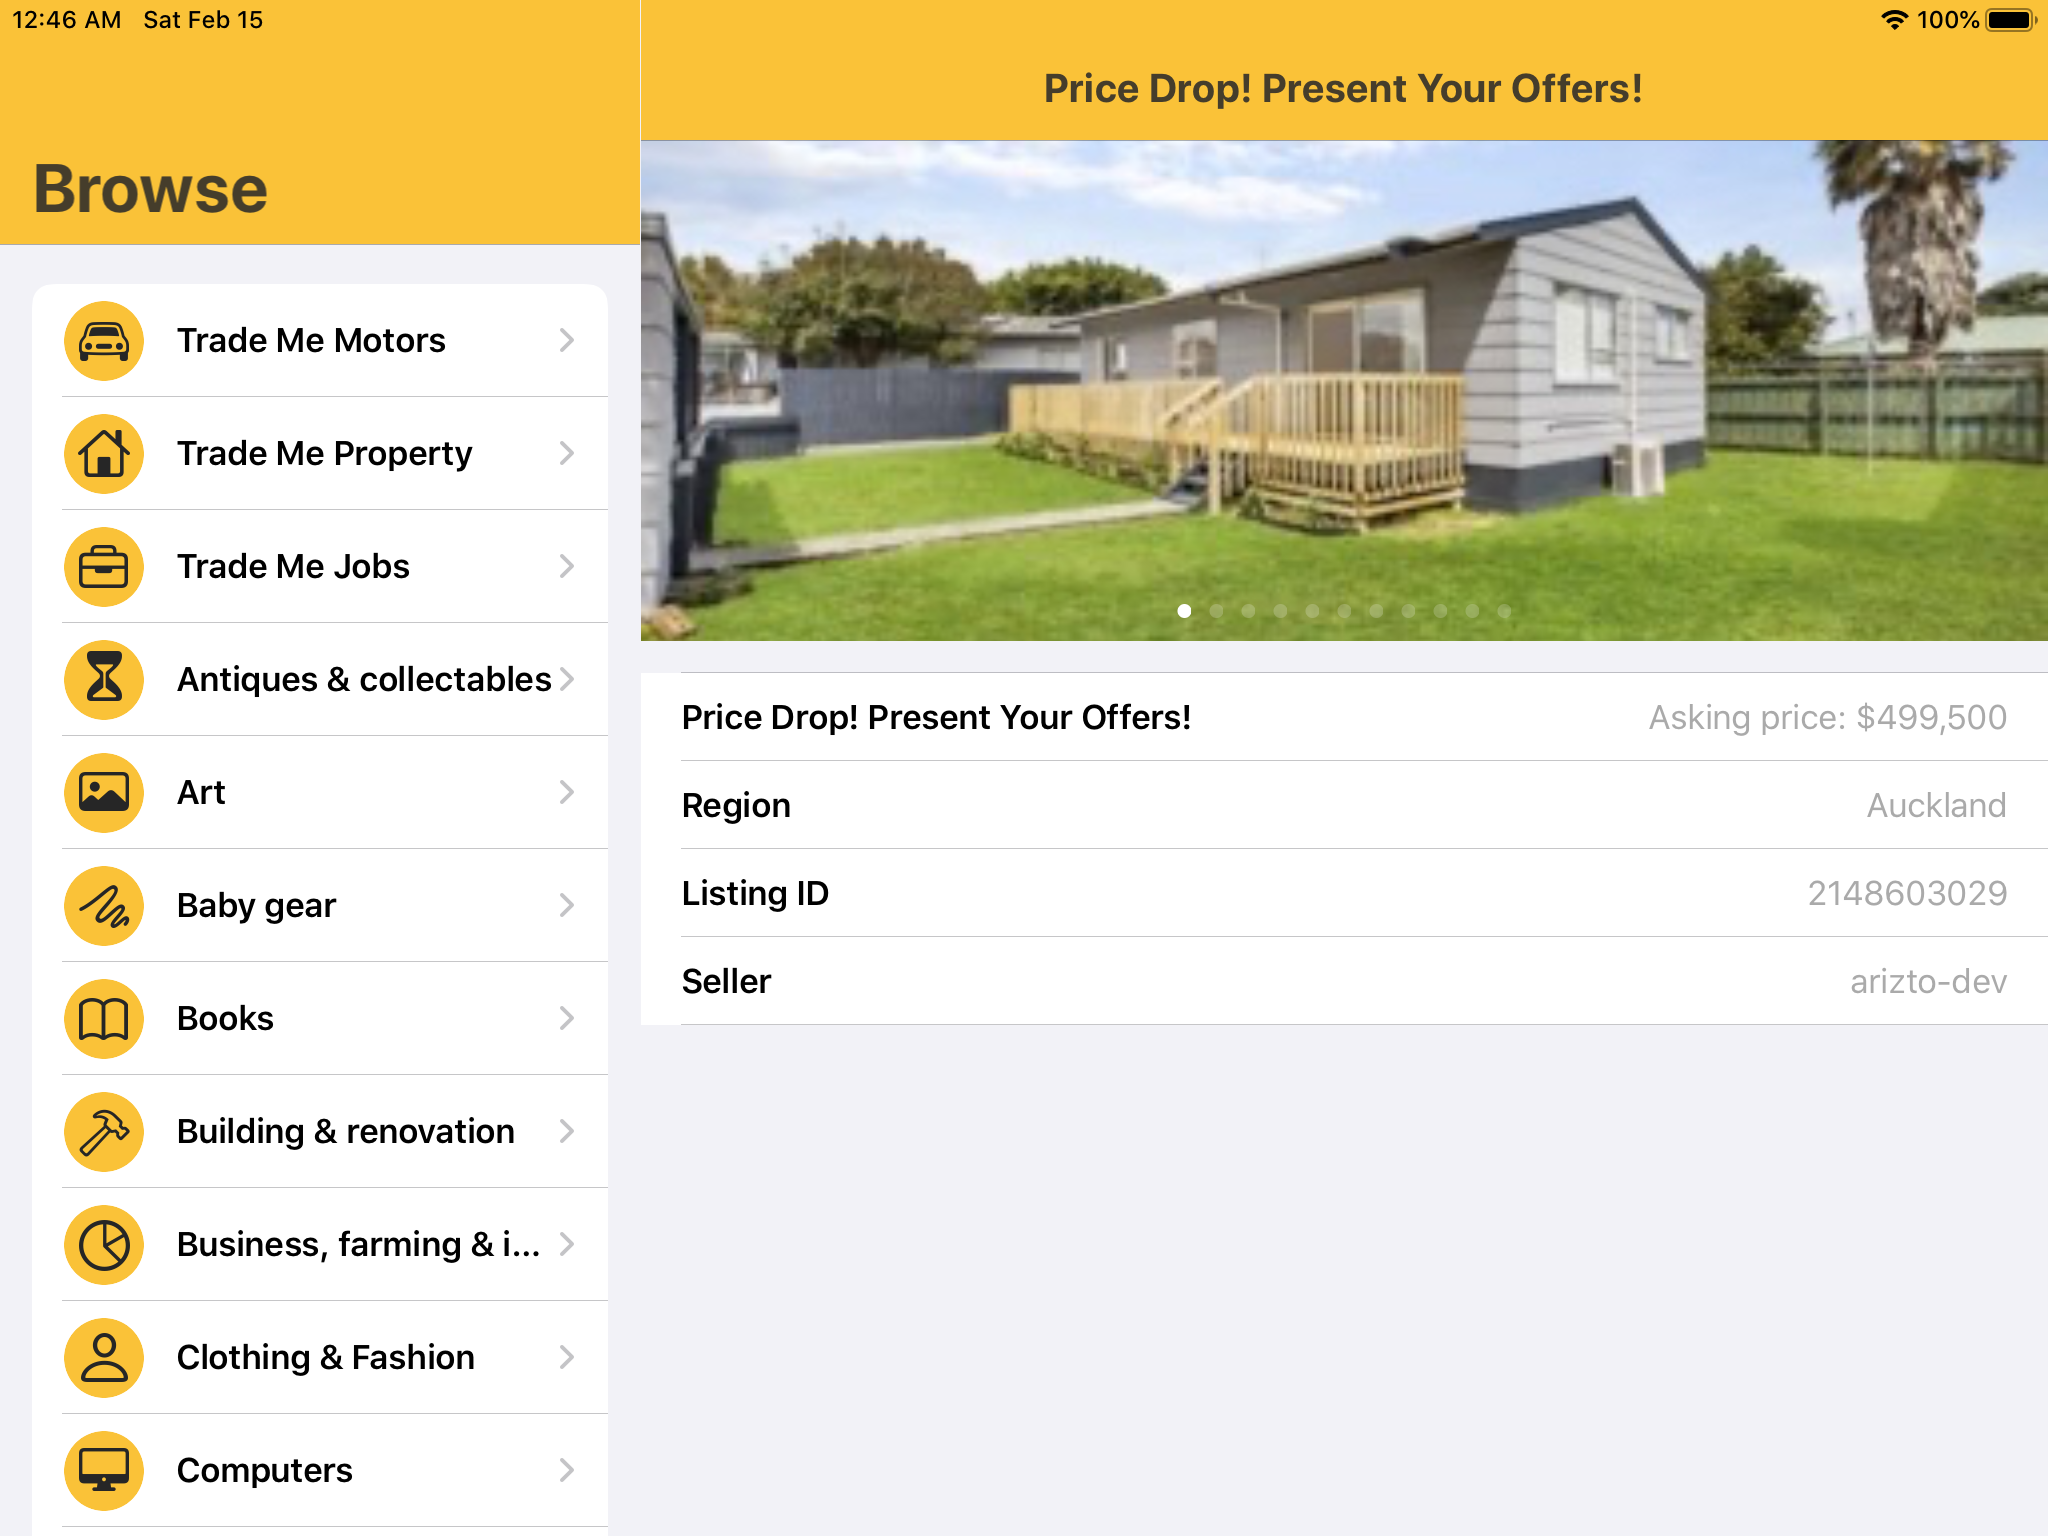 12:46 AM Sat Feb 15
100%
Browse
Trade Me Motors
Trade Me Property
Trade Me Jobs
Antiques & collectables
Art
Baby gear
Books
Building & renovation
Business, farming & i...
Clothing & Fashion
Computers
Price Drop! Present Your Offers!
Price Drop! Present Your Offers! Asking price: $499,500
Region Auckland
Listing ID 2148603029
Seller arizto-dev